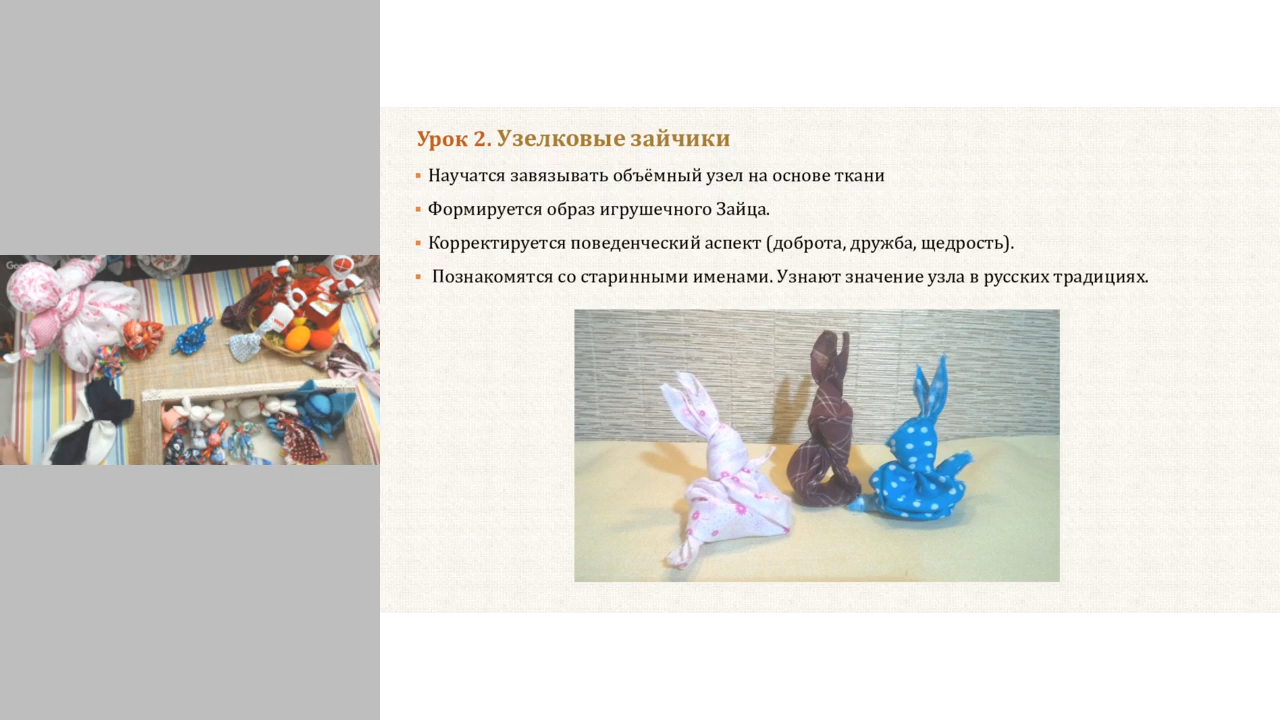 Урок 2. Узелковые зайчики
▪ Научатся завязывать объёмный узел на основе ткани
▪ Формируется образ игрушечного Зайца.
▪ Корректируется поведенческий аспект (доброта, дружба, щедрость).
▪ Познакомятся со старинными именами. Узнают значение узла в русских традициях.